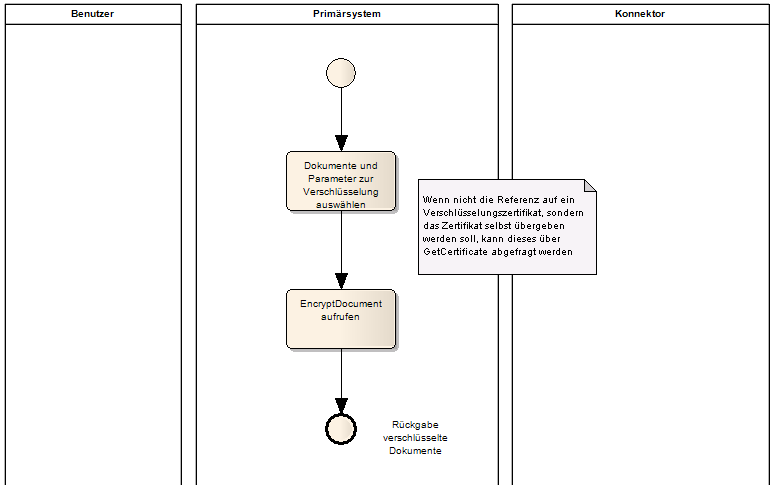 Benutzer
Primärsystem
Konnektor
Dokumente und
Parameter zur
Verschlüsselung
auswählen
Wenn nicht die Referenz auf ein
Verschlüsselungszertifikat, sondern
das Zertifikat selbst übergeben
werden soll, kann dieses über
GetCertificate abgefragt werden
EncryptDocument
aufrufen
Rückgabe
verschlüsselte
Dokumente